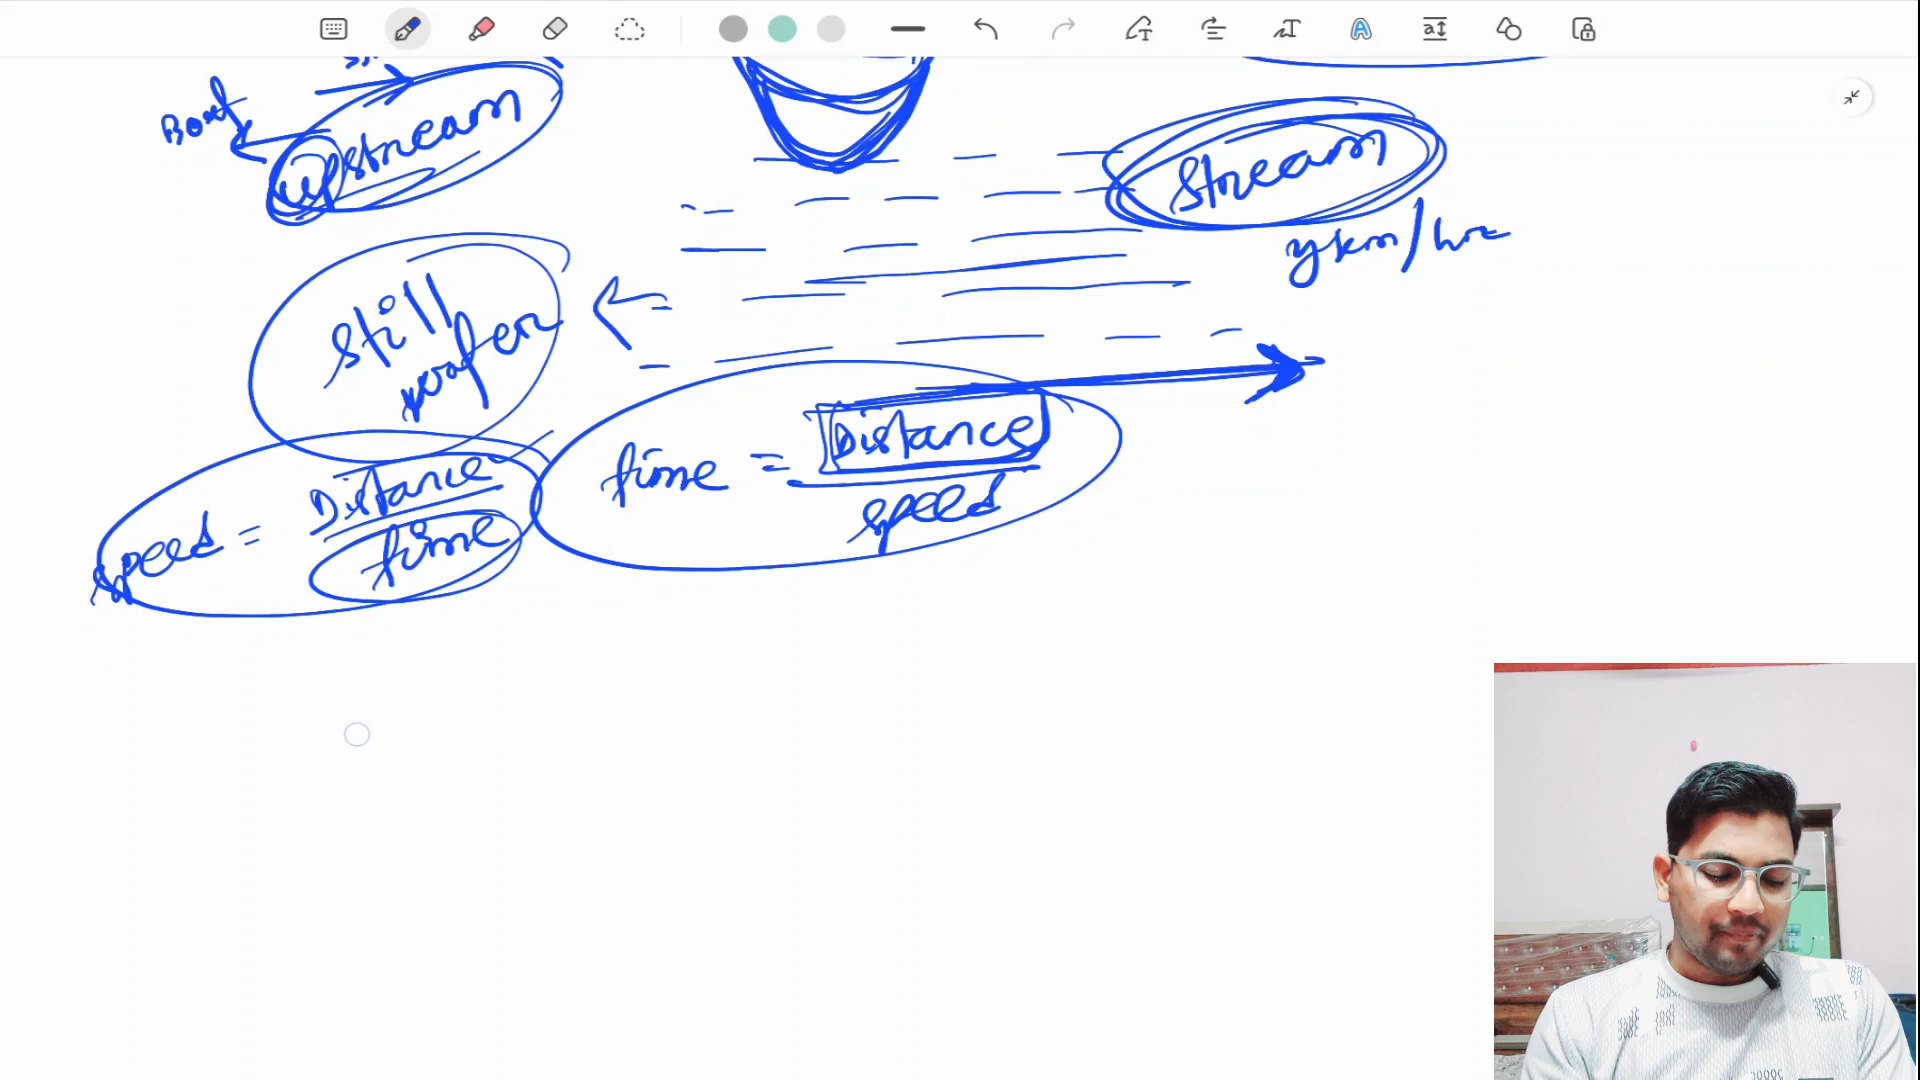 Boat
upstream
Stream
y km/hr
still
water
speed = Distance / time
time = Distance / speed